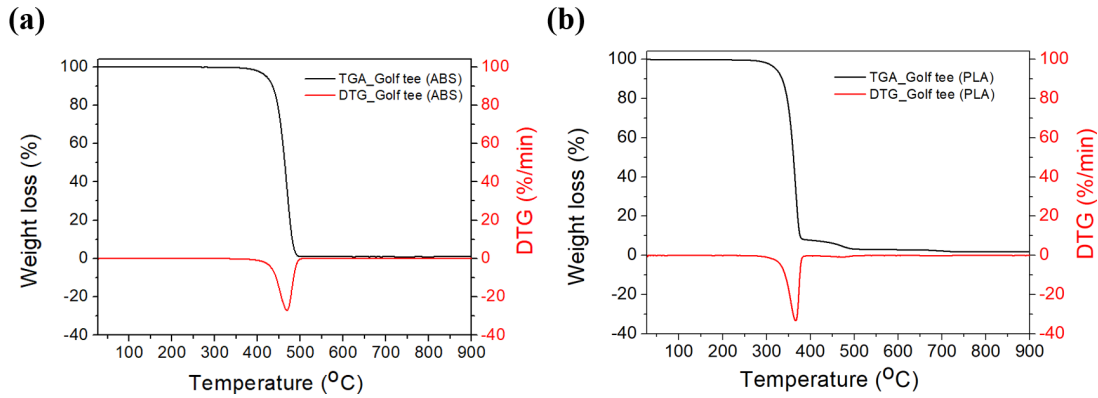 (a)
(b)
TGA_Golf tee (ABS)
DTG_Golf tee (ABS)
Weight loss (%)
100
80
60
40
20
0
-20
-40
DTG (%/min)
100
80
60
40
20
0
-20
-40
100 200 300 400 500 600 700 800 900
Temperature (°C)
TGA_Golf tee (PLA)
DTG_Golf tee (PLA)
Weight loss (%)
100
80
60
40
20
0
-20
-40
DTG (%/min)
100
80
60
40
20
0
-20
-40
100 200 300 400 500 600 700 800 900
Temperature (°C)